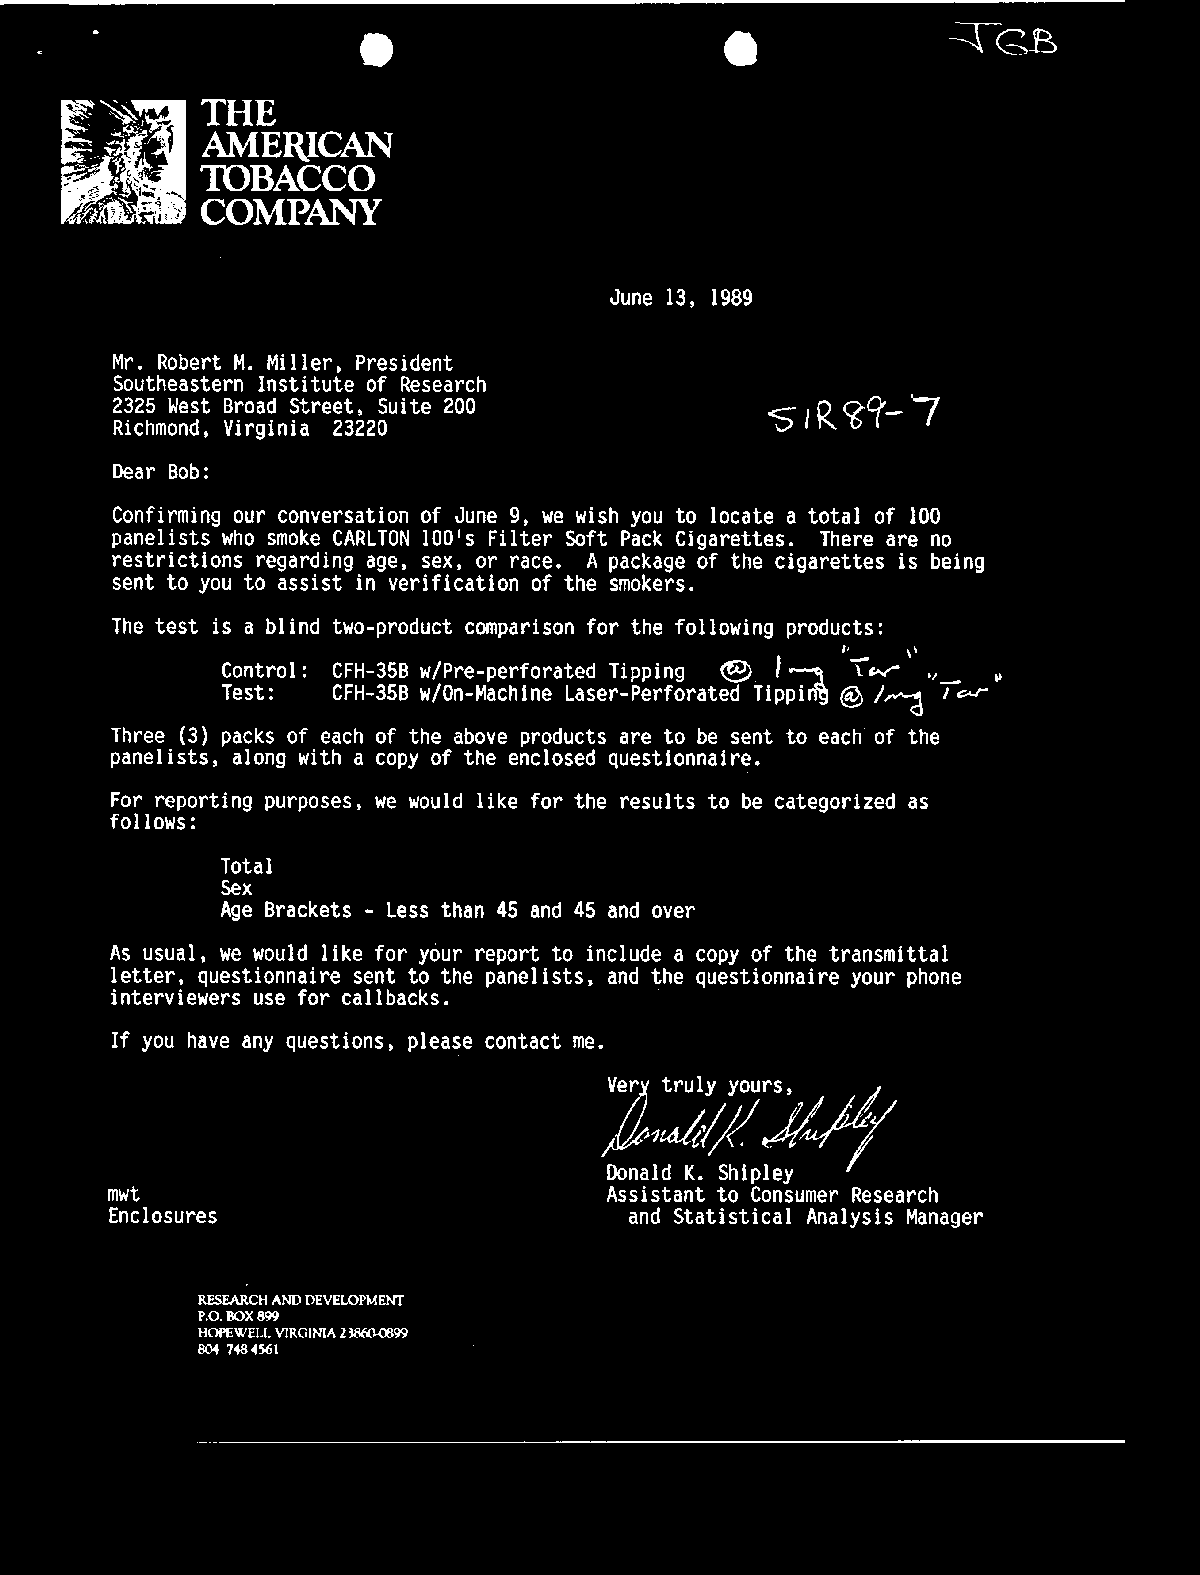 JGB
THE
AMERICAN
TOBACCO
COMPANY
June 13, 1989
Mr. Robert M. Miller, President
Southeastern Institute of Research
2325 West Broad Street, Suite 200
Richmond, Virginia 23220
SIR89-7
Dear Bob:
Confirming our conversation of June 9, we wish you to locate a total of 100
panelists who smoke CARLTON 100's Filter Soft Pack Cigarettes. There are no
restrictions regarding age, sex, or race. A package of the cigarettes is being
sent to you to assist in verification of the smokers.
The test is a blind two-product comparison for the following products:
Control: CFH-35B w/Pre-perforated Tipping @ 1mg "Tar"
Test: CFH-35B w/On-Machine Laser-Perforated Tipping @ 1mg "Tar"
Three (3) packs of each of the above products are to be sent to each of the
panelists, along with a copy of the enclosed questionnaire.
For reporting purposes, we would like for the results to be categorized as
follows:
Total
Sex
Age Brackets - Less than 45 and 45 and over
As usual, we would like for your report to include a copy of the transmittal
letter, questionnaire sent to the panelists, and the questionnaire your phone
interviewers use for callbacks.
If you have any questions, please contact me.
Very truly yours,
Donald K. Shipley
Donald K. Shipley
mwt
Assistant to Consumer Research
Enclosures
and Statistical Analysis Manager
RESEARCH AND DEVELOPMENT
P.O. BOX 899
HOPEWELL VIRGINIA 23860-0899
804 748 4561